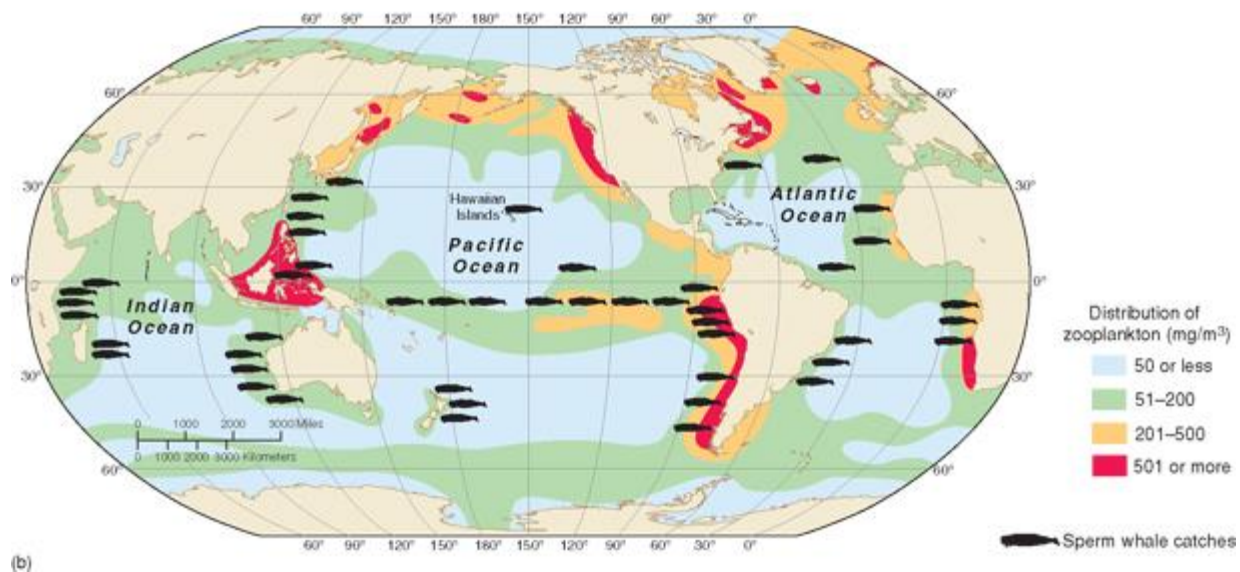 60° 90° 120° 150° 180° 150° 120° 90° 60° 30° 0°
60° 60°
30° 30°
Hawaiian
Islands
Atlantic
Ocean
Pacific
Ocean
(b) 0° 0°
Indian
Ocean
30° 30°
0 1000 2000 3000 Miles
0 1000 2000 3000 Kilometers
60° 60°
60° 90° 120° 150° 180° 150° 120° 90° 60° 30° 0°
Distribution of
zooplankton (mg/m³)
50 or less
51–200
201–500
501 or more
Sperm whale catches
(b)